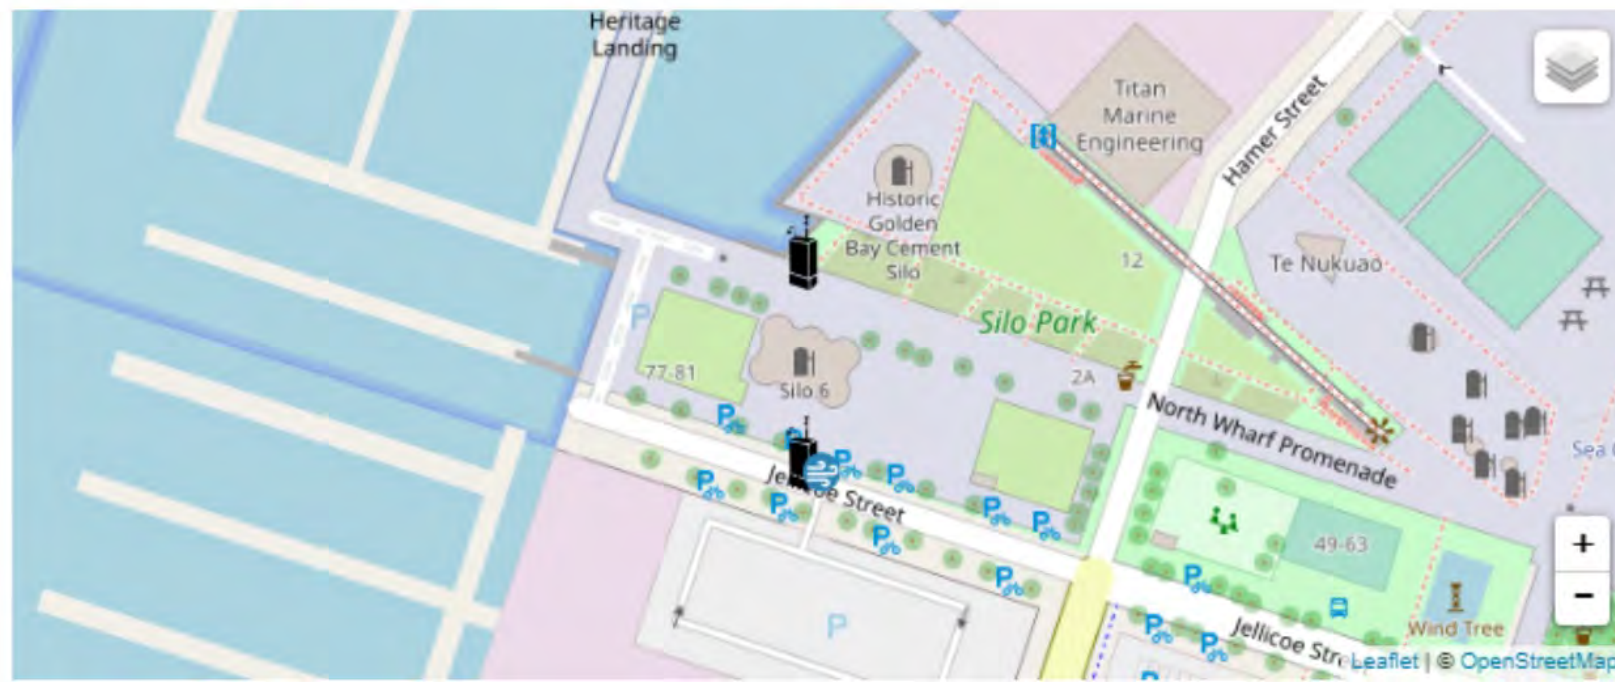 Heritage
Landing
Titan
Marine
Engineering
Hamer Street
Historic
Golden
Bay Cement
Silo
12
Te Nukuao
Silo Park
P
77-81
Silo 6
2A
North Wharf Promenade
Jellicoe Street
49-63
P
Wind Tree
Jellicoe Stre
Sea
+
−
Leaflet | © OpenStreetMap